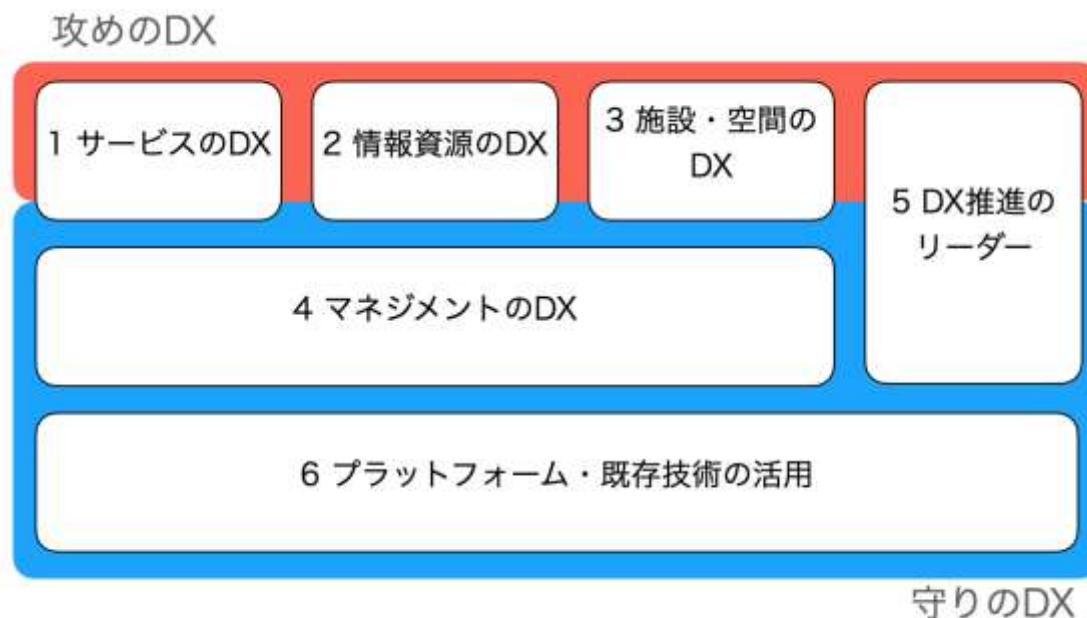 攻めのDX
1 サービスのDX
2 情報資源のDX
3 施設・空間の
DX
5 DX推進の
リーダー
4 マネジメントのDX
6 プラットフォーム・既存技術の活用
守りのDX